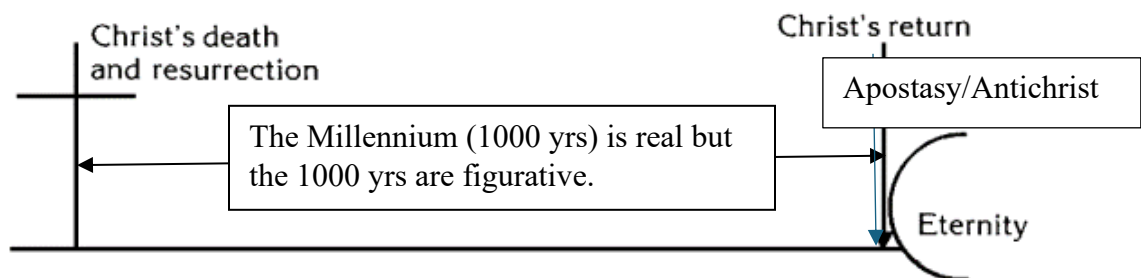 Christ's death
and resurrection
Christ's return
Apostasy/Antichrist
The Millennium (1000 yrs) is real but
the 1000 yrs are figurative.
Eternity